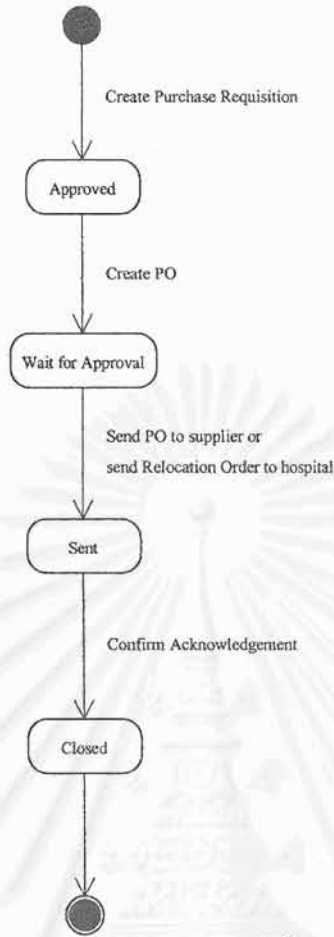 Create Purchase Requisition
Approved
Create PO
Wait for Approval
Send PO to supplier or
send Relocation Order to hospital
Sent
Confirm Acknowledgement
Closed